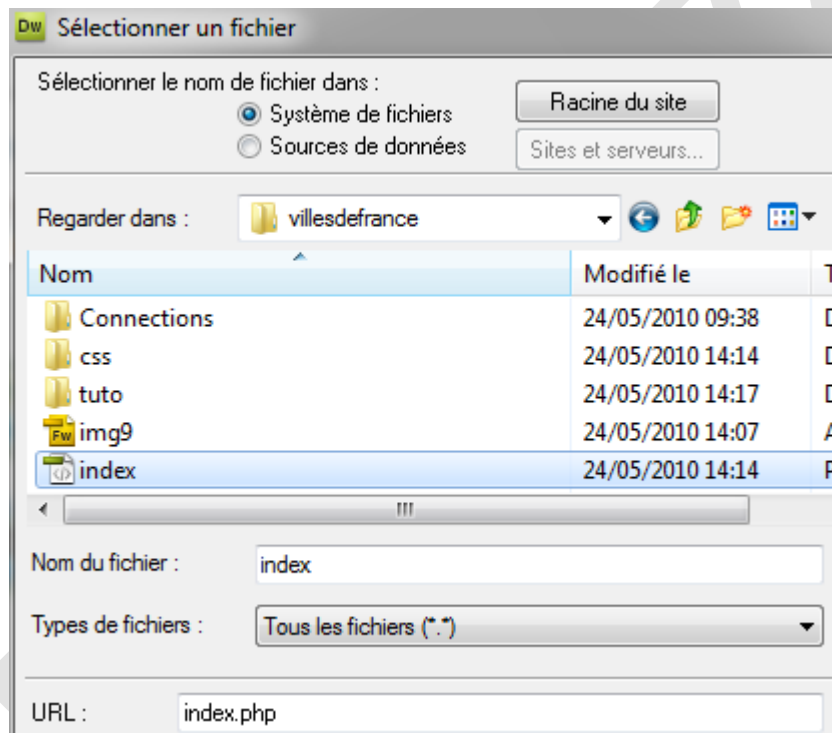 Dw Sélectionner un fichier
Sélectionner le nom de fichier dans :
Système de fichiers
Racine du site
Sources de données
Sites et serveurs...
Regarder dans :
villesdefrance
Nom Modifié le T
Connections 24/05/2010 09:38 D
css 24/05/2010 14:14 D
tuto 24/05/2010 14:17 D
Fw img9 24/05/2010 14:07 A
index 24/05/2010 14:14 P
Nom du fichier : index
Types de fichiers : Tous les fichiers (*.*)
URL : index.php